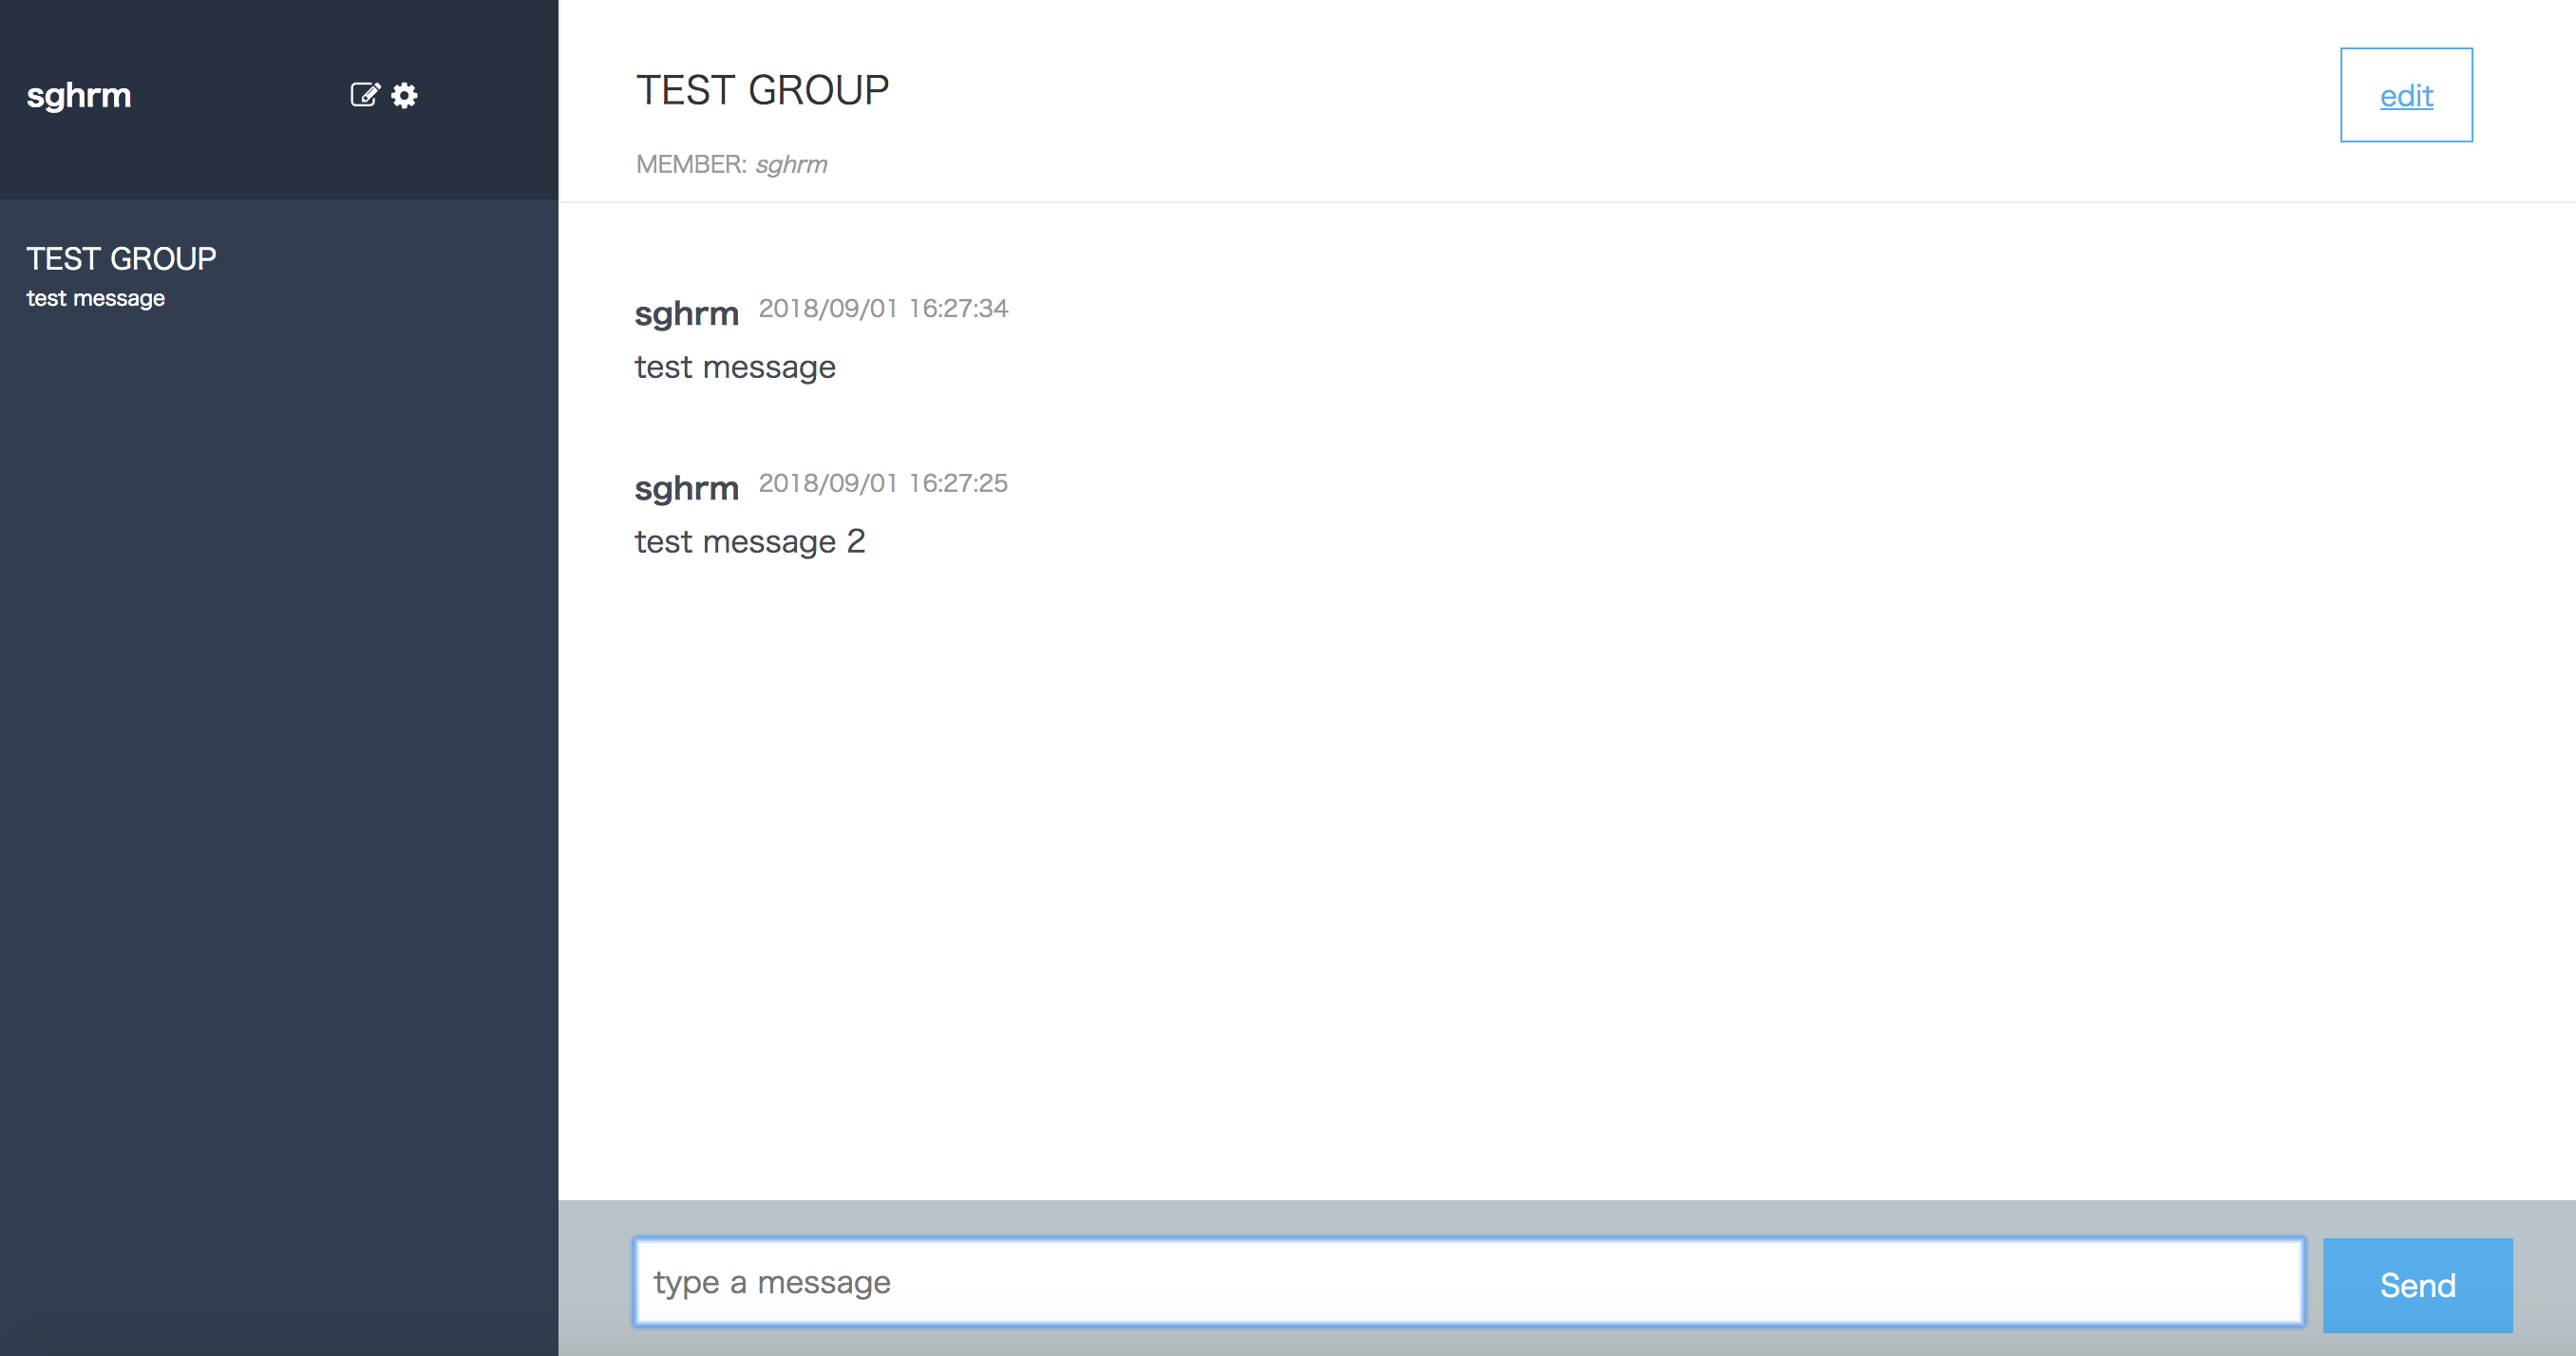 sghrm
TEST GROUP
test message
TEST GROUP
MEMBER: sghrm
edit
sghrm 2018/09/01 16:27:34
test message
sghrm 2018/09/01 16:27:25
test message 2
type a message
Send